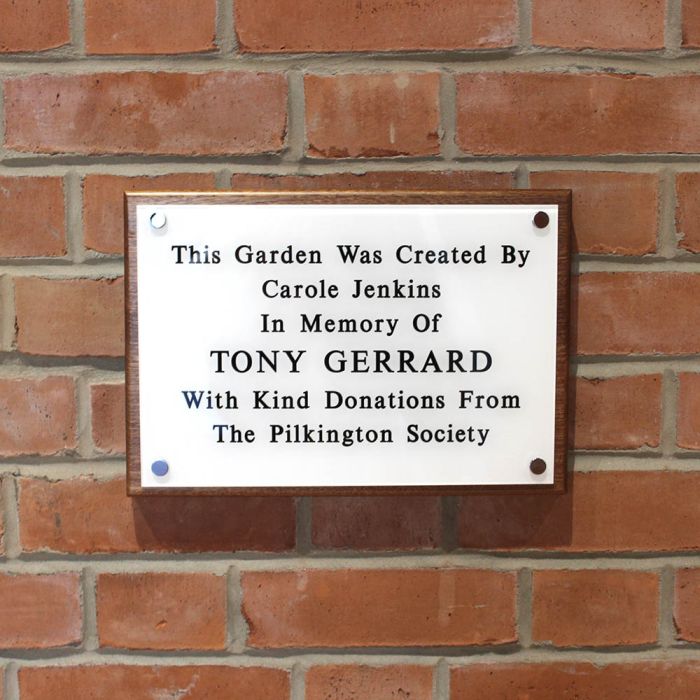 This Garden Was Created By
Carole Jenkins
In Memory Of
TONY GERRARD
With Kind Donations From
The Pilkington Society